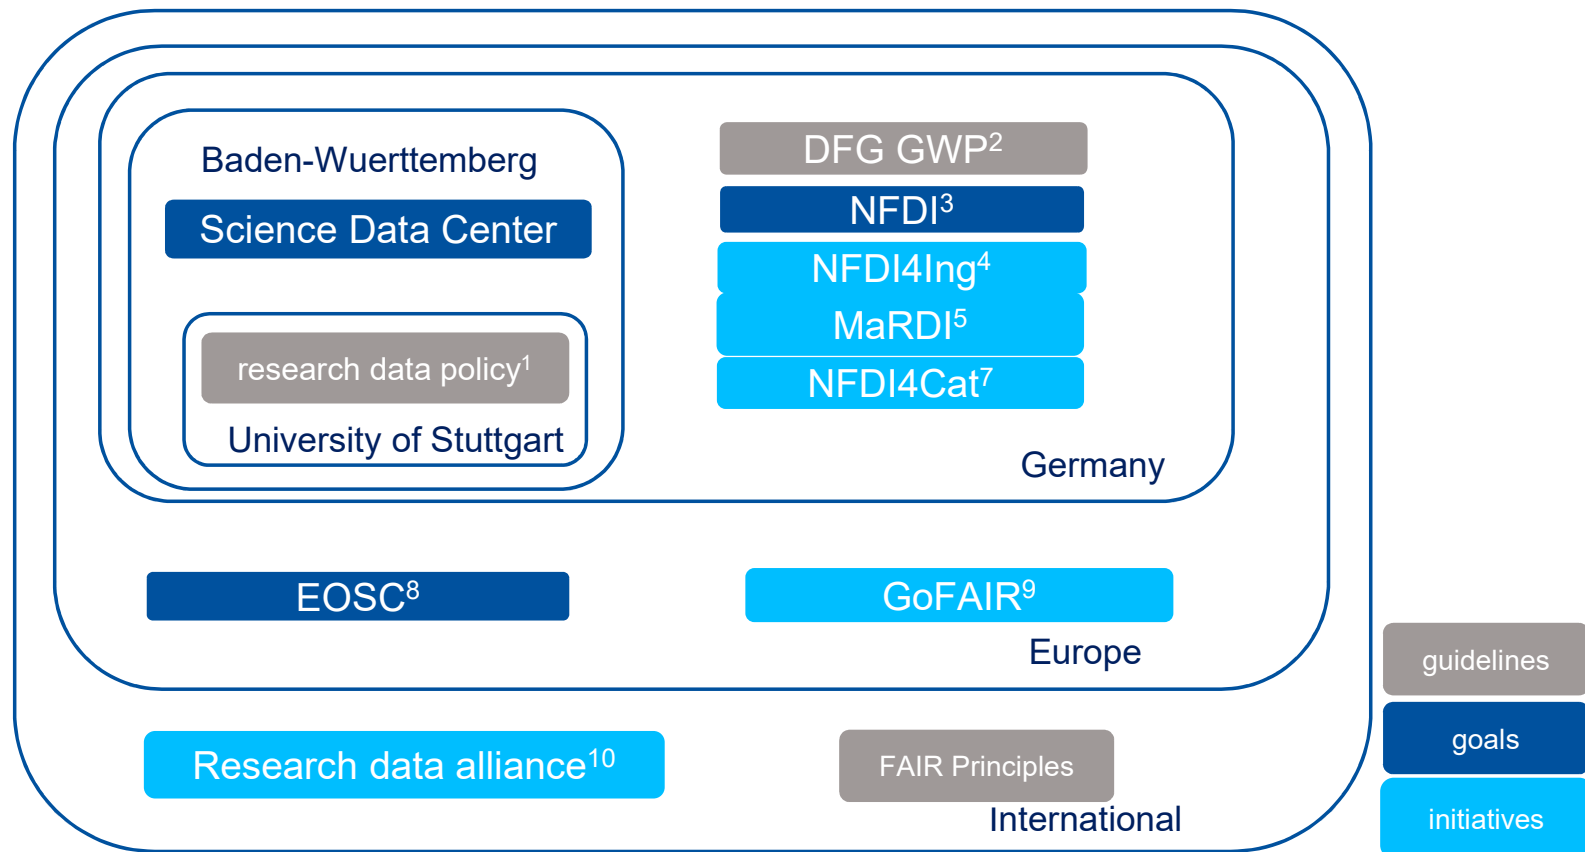 Baden-Wuerttemberg
Science Data Center
research data policy¹
University of Stuttgart
DFG GWP²
NFDI³
NFDI4Ing⁴
MaRDI⁵
NFDI4Cat⁷
Germany
EOSC⁸
GoFAIR⁹
Europe
Research data alliance¹⁰
FAIR Principles
International
guidelines
goals
initiatives